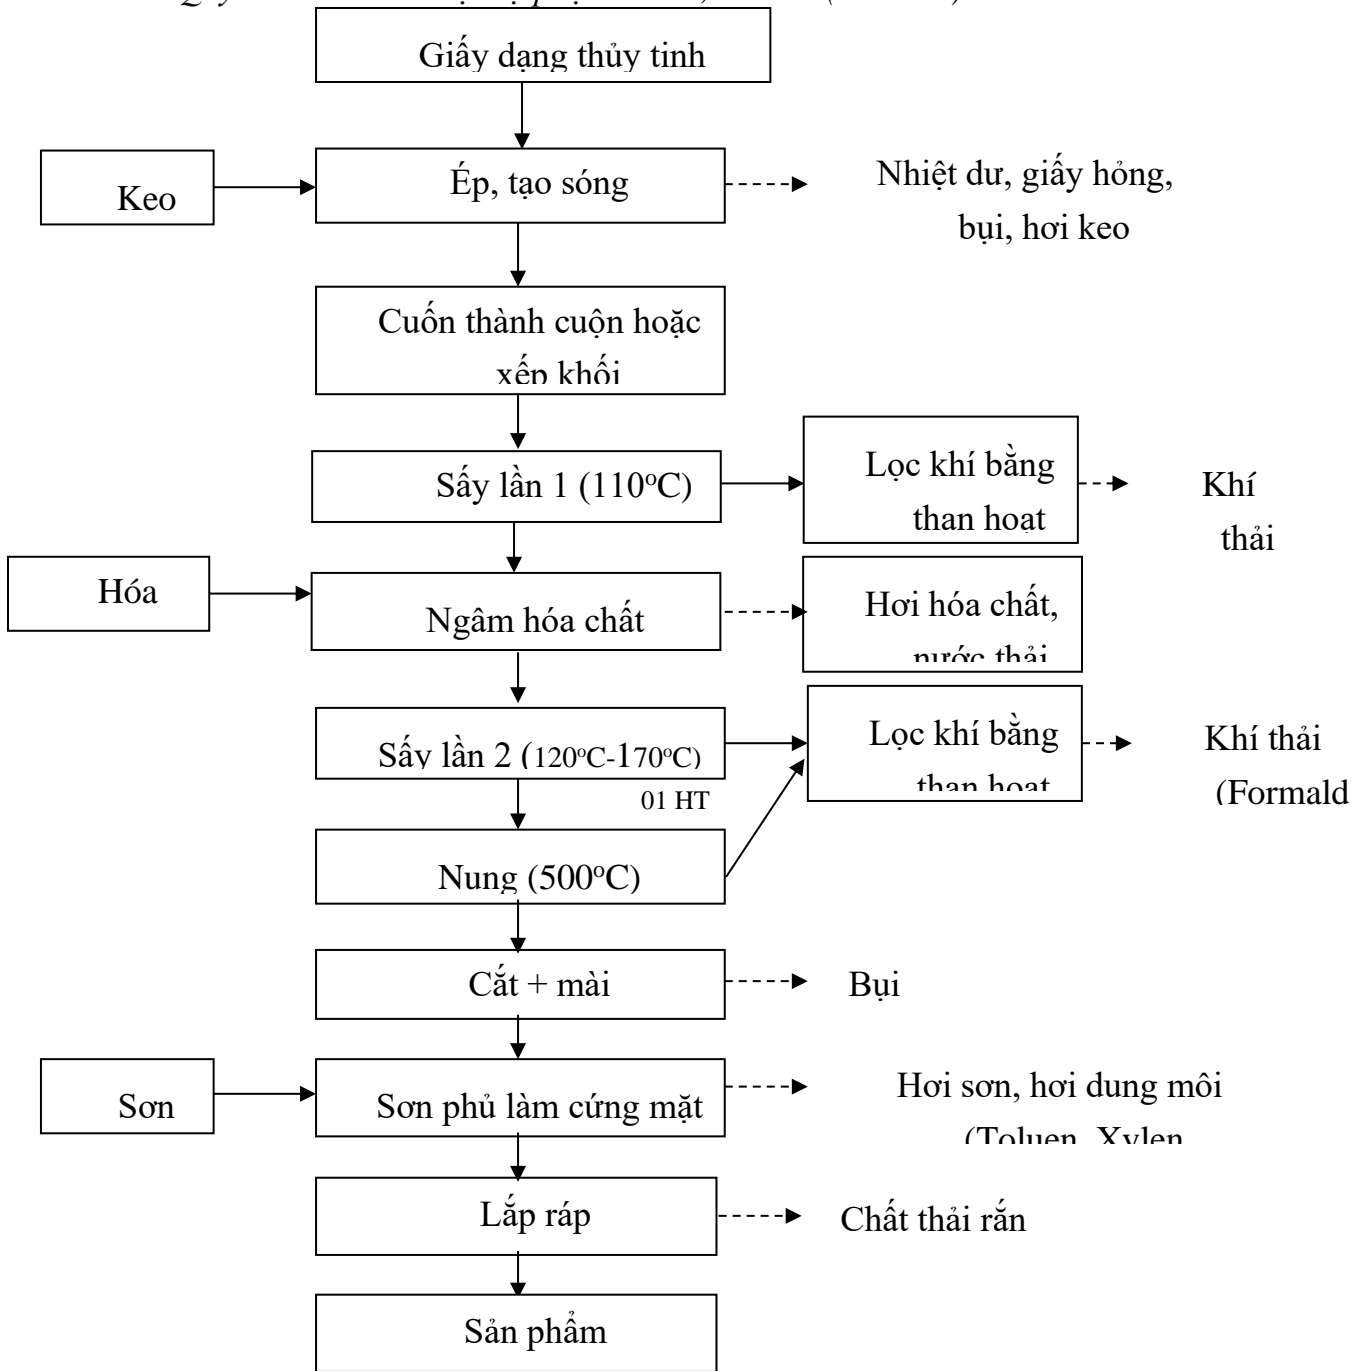 Giấy dạng thủy tinh
Keo
Ép, tạo sóng
Nhiệt dư, giấy hỏng,
bụi, hơi keo
Cuốn thành cuộn hoặc
xếp khối
Sấy lần 1 (110°C)
Lọc khí bằng
than hoạt
Khí
thải
Hóa
Ngâm hóa chất
Hơi hóa chất,
nước thải
Sấy lần 2 (120°C-170°C)
Lọc khí bằng
than hoạt
Khí thải
(Formald
01 HT
Nung (500°C)
Cắt + mài
Bụi
Sơn
Sơn phủ làm cứng mặt
Hơi sơn, hơi dung môi
(Toluen, Xylen
Lắp ráp
Chất thải rắn
Sản phẩm